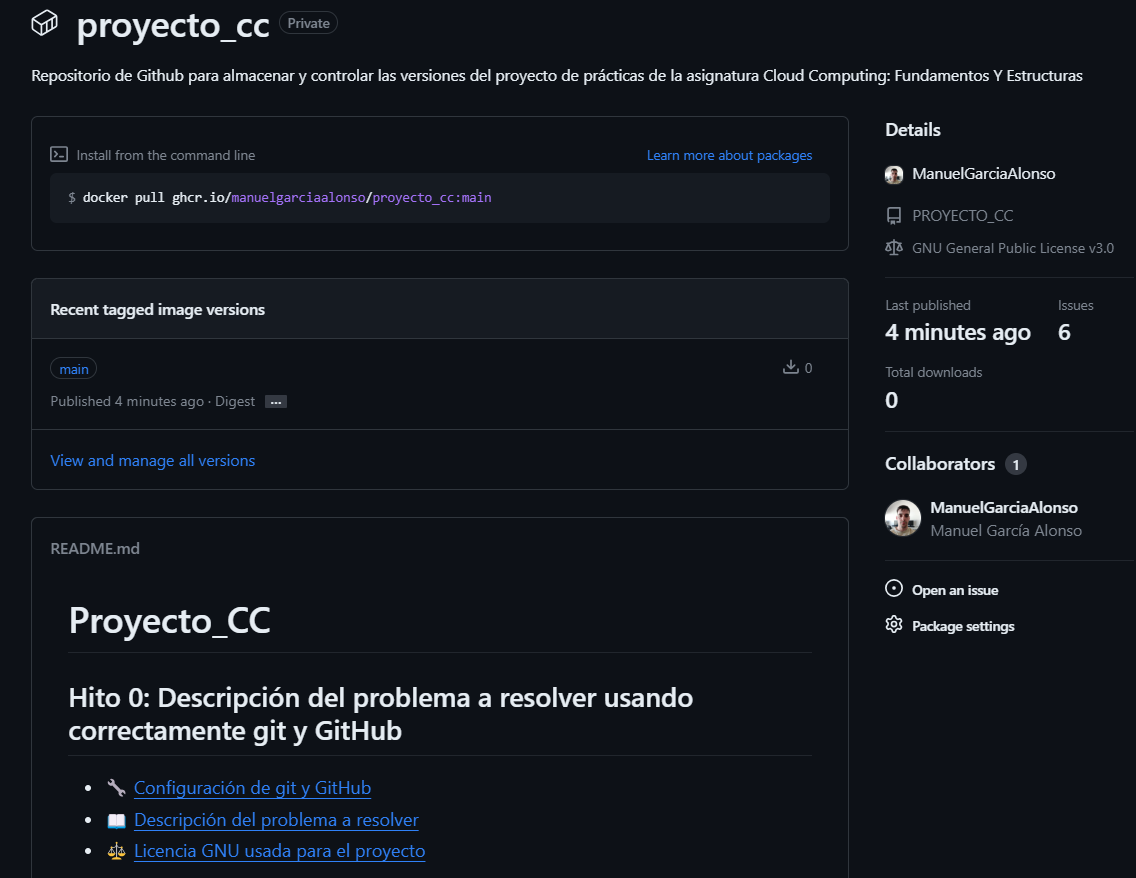 proyecto_cc Private
Repositorio de Github para almacenar y controlar las versiones del proyecto de prácticas de la asignatura Cloud Computing: Fundamentos Y Estructuras
Install from the command line
Learn more about packages
$ docker pull ghcr.io/manuelgarciaalonso/proyecto_cc:main
Recent tagged image versions
main
0
Published 4 minutes ago · Digest ...
View and manage all versions
README.md
Proyecto_CC
Hito 0: Descripción del problema a resolver usando
correctamente git y GitHub
• 🔧 Configuración de git y GitHub
• 📖 Descripción del problema a resolver
• ⚖️ Licencia GNU usada para el proyecto
Details
ManuelGarciaAlonso
PROYECTO_CC
GNU General Public License v3.0
Last published Issues
4 minutes ago 6
Total downloads
0
Collaborators 1
ManuelGarciaAlonso
Manuel García Alonso
Open an issue
Package settings